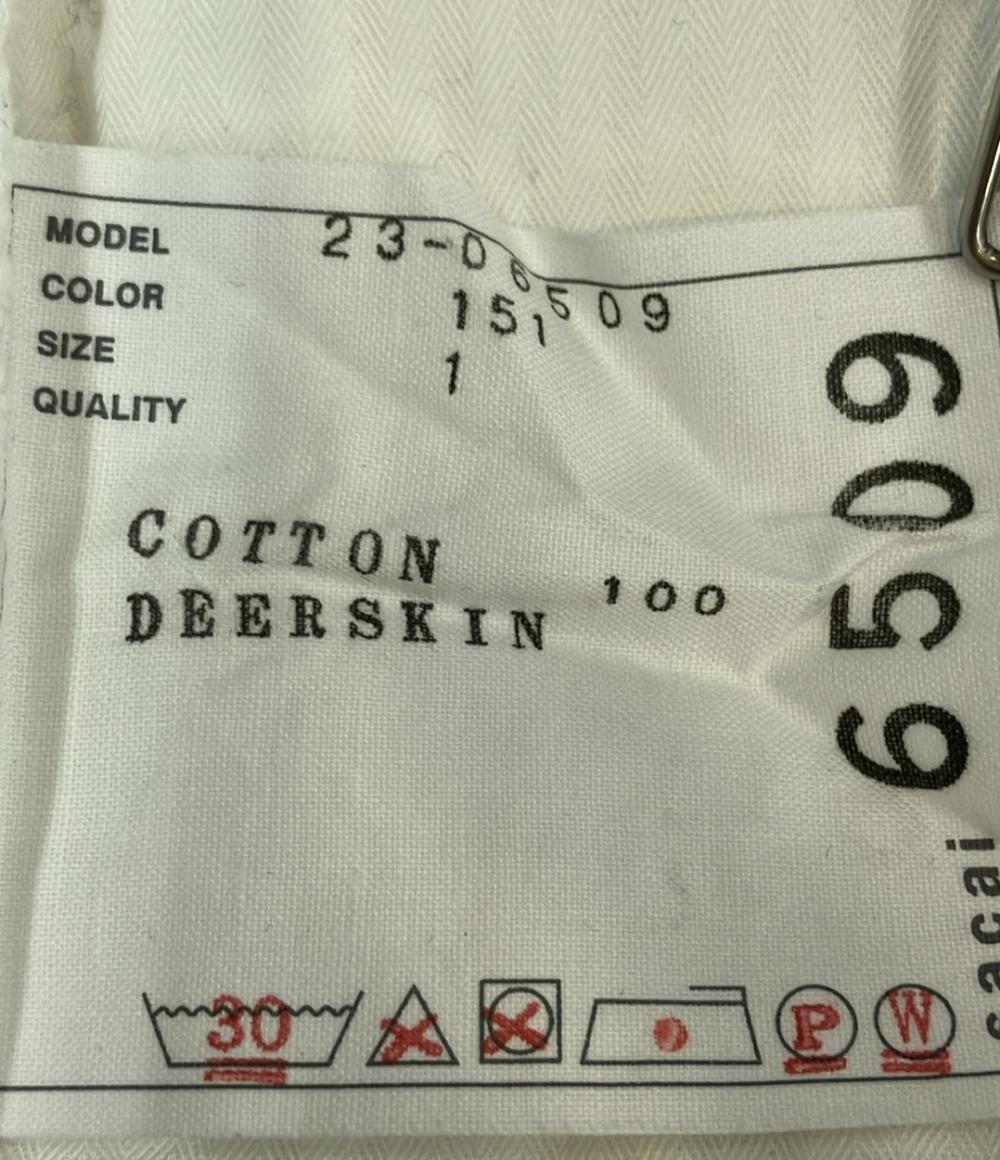 MODEL 23-06509
COLOR 151
SIZE 1
QUALITY
COTTON 100
DEERSKIN
6509
sacai
30
P
W